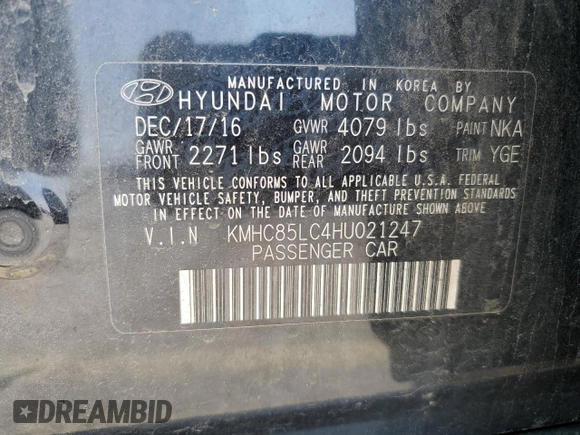 MANUFACTURED IN KOREA BY
HYUNDAI MOTOR COMPANY
DEC/17/16 GVWR 4079 lbs PAINT NKA
GAWR FRONT 2271 lbs GAWR REAR 2094 lbs TRIM YGE
THIS VEHICLE CONFORMS TO ALL APPLICABLE U.S.A. FEDERAL
MOTOR VEHICLE SAFETY, BUMPER, AND THEFT PREVENTION STANDARDS
IN EFFECT ON THE DATE OF MANUFACTURE SHOWN ABOVE
V.I.N KMHC85LC4HU021247
PASSENGER CAR
DREAMBID